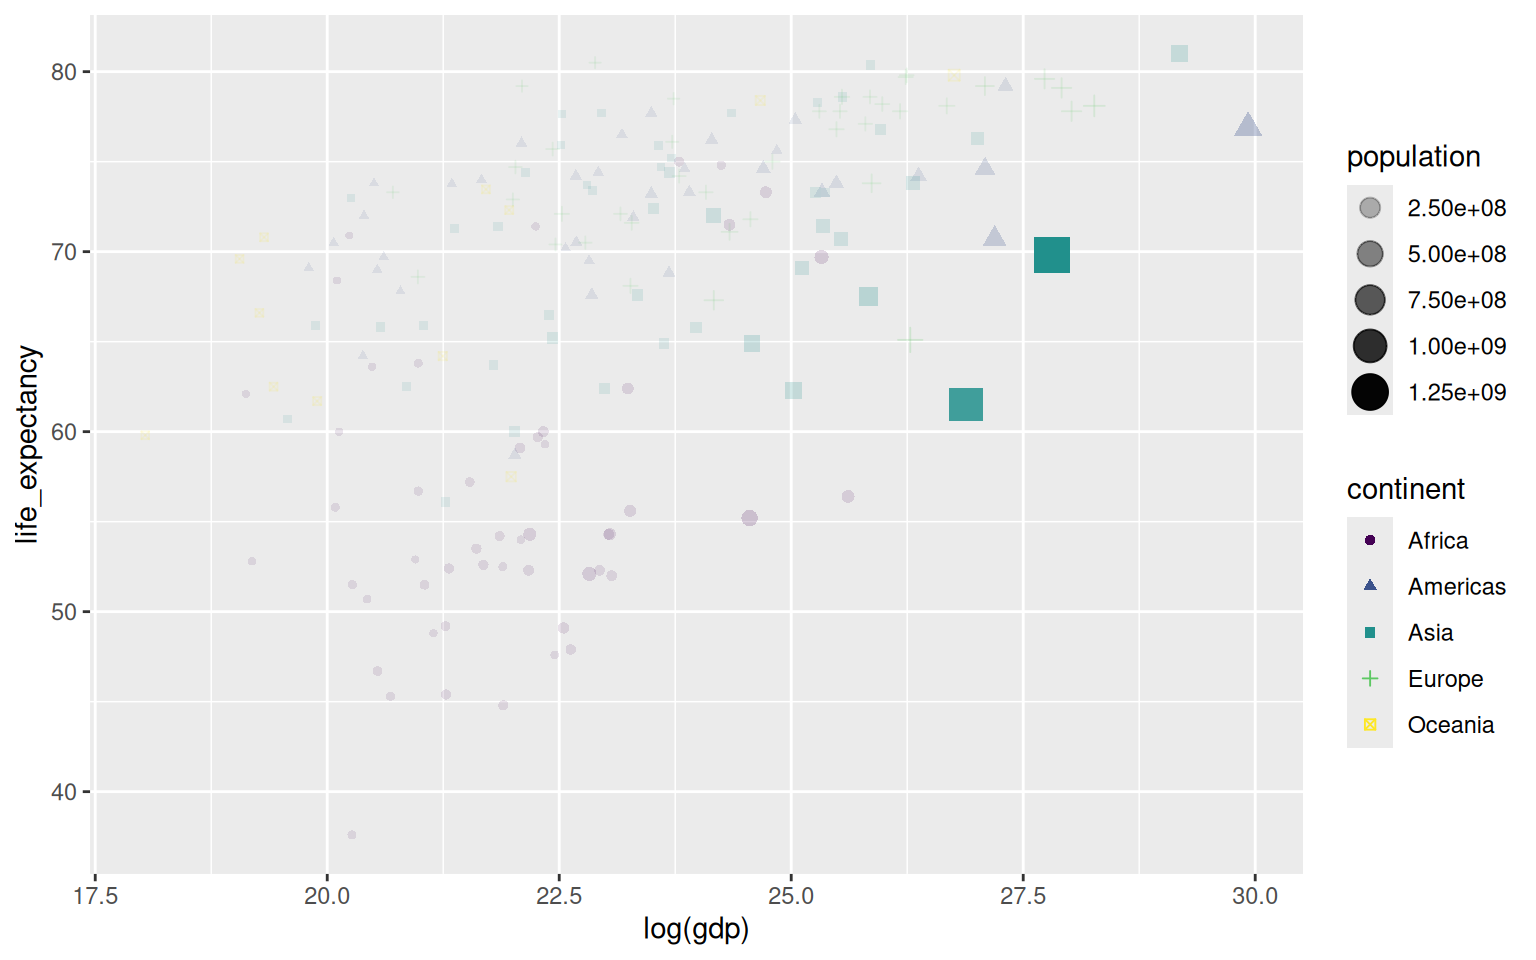 80
70
60
50
40
life_expectancy
17.5 20.0 22.5 25.0 27.5 30.0
log(gdp)
population
2.50e+08
5.00e+08
7.50e+08
1.00e+09
1.25e+09
continent
Africa
Americas
Asia
Europe
Oceania